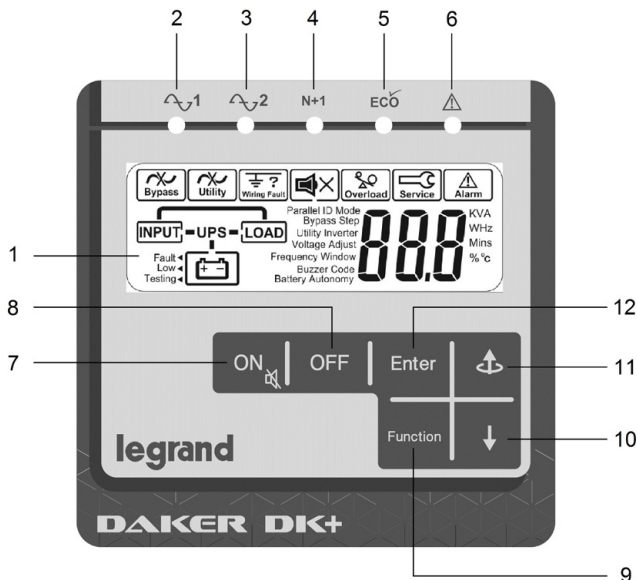 2 3 4 5 6
1 2 N+1 ECO
Bypass Utility Wiring Fault Overload Service Alarm
Parallel ID Mode
Bypass Step
Utility Inverter
Voltage Adjust
Frequency Window
Buzzer Code
Battery Autonomy
88.8
KVA
WHz
Mins
%°C
INPUT UPS LOAD
1
Fault
Low
Testing
+ -
8 12
7 ON OFF Enter 11
Function 10
legrand
DAKER DK+
9